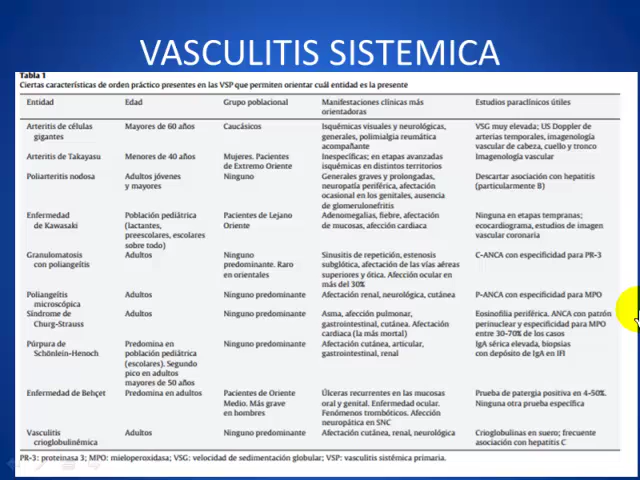 VASCULITIS SISTEMICA
Tabla 1
Ciertas características de orden práctico presentes en las VSP que permiten orientar cuál entidad es la presente
Entidad	Edad	Grupo poblacional	Manifestaciones clínicas más orientadoras	Estudios paraclínicos útiles
Arteritis de células gigantes	Mayores de 60 años	Caucásicos	Isquémicas visuales y neurológicas, generales, polimialgia reumática acompañante	VSG muy elevada; US Doppler de arterias temporales, imagenología vascular de cabeza, cuello y tronco
Arteritis de Takayasu	Menores de 40 años	Mujeres. Pacientes de Extremo Oriente	Inespecíficas; en etapas avanzadas isquémicas en distintos territorios	Imagenología vascular
Poliarteritis nodosa	Adultos jóvenes y mayores	Ninguno	Generales graves y prolongadas, neuropatía periférica, afectación ocasional en los genitales, ausencia de glomerulonefritis	Descartar asociación con hepatitis (particularmente B)
Enfermedad de Kawasaki	Población pediátrica (lactantes, preescolares, escolares sobre todo)	Pacientes de Lejano Oriente	Adenomegalias, fiebre, afectación de mucosas, afección cardiaca	Ninguna en etapas tempranas; ecocardiograma, estudios de imagen vascular coronaria
Granulomatosis con poliangeítis	Adultos	Ninguno predominante. Raro en orientales	Sinusitis de repetición, estenosis subglótica, afectación de las vías aéreas superiores y ótica. Afección ocular en más del 30%	C-ANCA con especificidad para PR-3
Poliangeítis microscópica	Adultos	Ninguno predominante	Afectación renal, neurológica, cutánea	P-ANCA con especificidad para MPO
Síndrome de Churg-Strauss	Adultos	Ninguno predominante	Asma, afección pulmonar, gastrointestinal, cutánea. Afectación cardiaca (la más mortal)	Eosinofilia periférica. ANCA con patrón perinuclear y especificidad para MPO entre 30-70% de los casos
Púrpura de Schönlein-Henoch	Predomina en población pediátrica (escolares). Segundo pico en adultos mayores de 50 años	Ninguno predominante	Afectación cutánea, articular, gastrointestinal, renal	IgA sérica elevada, biopsias con depósito de IgA en IFI
Enfermedad de Behçet	Predomina en adultos	Pacientes de Oriente Medio. Más grave en hombres	Úlceras recurrentes en las mucosas oral y genital. Enfermedad ocular. Fenómenos trombóticos. Afección neuropática en SNC	Prueba de patergia positiva en 4-50%. Ninguna otra prueba específica
Vasculitis crioglobulinémica	Adultos	Ninguno predominante	Afectación cutánea, renal, neurológica	Crioglobulinas en suero; frecuente asociación con hepatitis C
PR-3: proteinasa 3; MPO: mieloperoxidasa; VSG: velocidad de sedimentación globular; VSP: vasculitis sistémica primaria.